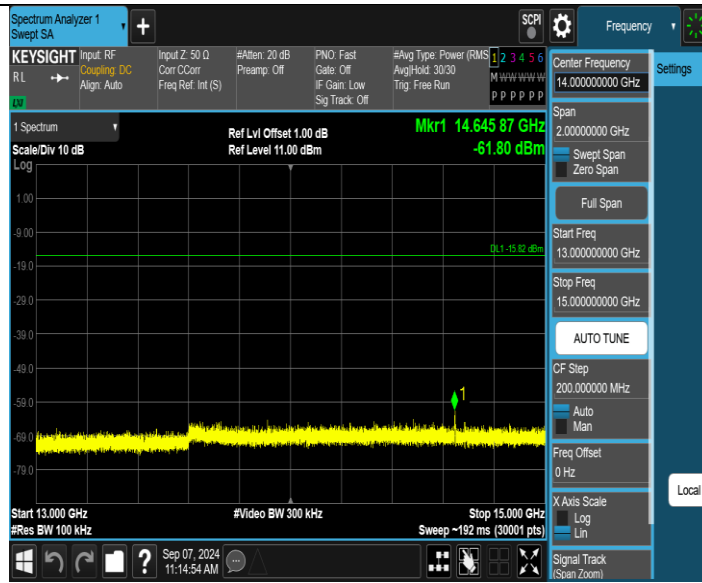 Spectrum Analyzer 1
Swept SA
+
SCPI
Frequency
KEYSIGHT
RL
LXI
Input: RF
Coupling: DC
Align: Auto
Input Z: 50 Ω
Corr CCorr
Freq Ref: Int (S)
#Atten: 20 dB
Preamp: Off
PNO: Fast
Gate: Off
IF Gain: Low
Sig Track: Off
#Avg Type: Power (RMS
Avg|Hold: 30/30
Trig: Free Run
1 2 3 4 5 6
M W W W W W
P P P P P P
1 Spectrum
Scale/Div 10 dB
Log
Ref Lvl Offset 1.00 dB
Ref Level 11.00 dBm
Mkr1 14.645 87 GHz
-61.80 dBm
1.00
-9.00
-19.0
-29.0
-39.0
-49.0
-59.0
-69.0
-79.0
DL1 -15.82 dBm
1
Start 13.000 GHz
#Res BW 100 kHz
#Video BW 300 kHz
Stop 15.000 GHz
Sweep ~192 ms (30001 pts)
Center Frequency
14.00000000 GHz
Settings
Span
2.00000000 GHz
Swept Span
Zero Span
Full Span
Start Freq
13.000000000 GHz
Stop Freq
15.000000000 GHz
AUTO TUNE
CF Step
200.000000 MHz
Auto
Man
Freq Offset
0 Hz
X Axis Scale
Log
Lin
Local
Signal Track
(Span Zoom)
?
Sep 07, 2024
11:14:54 AM